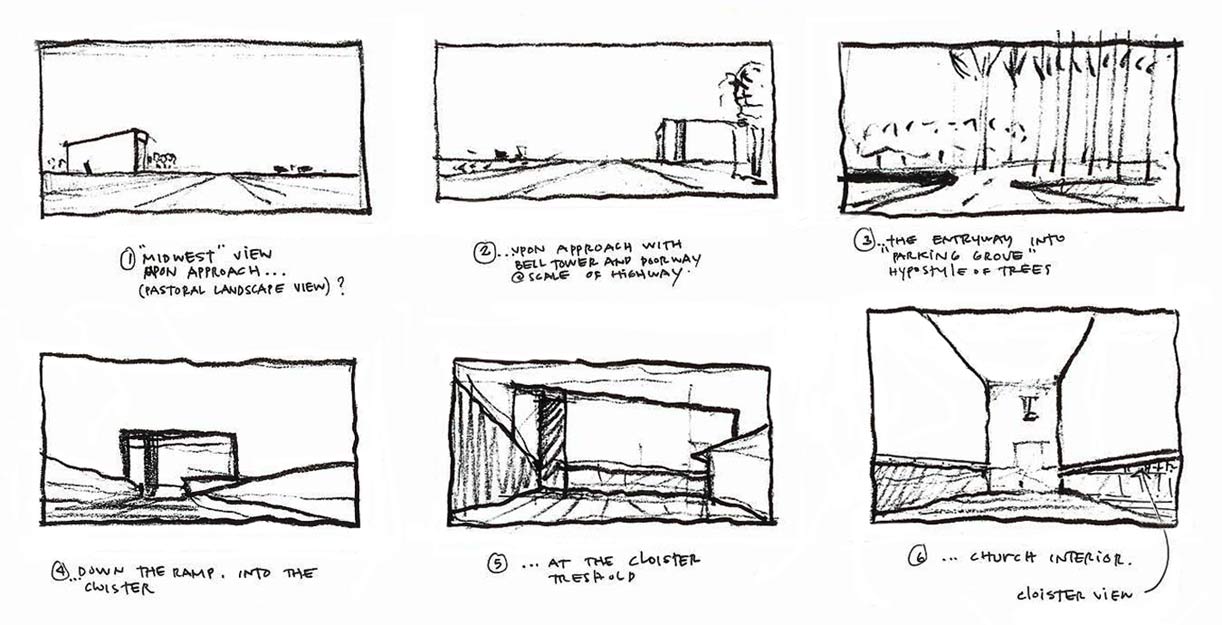 ① "MIDWEST" VIEW
UPON APPROACH...
(PASTORAL LANDSCAPE VIEW)?
② ...UPON APPROACH WITH
BELL TOWER AND DOORWAY
@ SCALE OF HIGHWAY.
③ ...THE ENTRYWAY INTO
"PARKING GROVE"
HYPOSTYLE OF TREES
④ ...DOWN THE RAMP. INTO THE
CLOISTER
⑤ ...AT THE CLOISTER
TRESHOLD
⑥ ... CHURCH INTERIOR.
CLOISTER VIEW